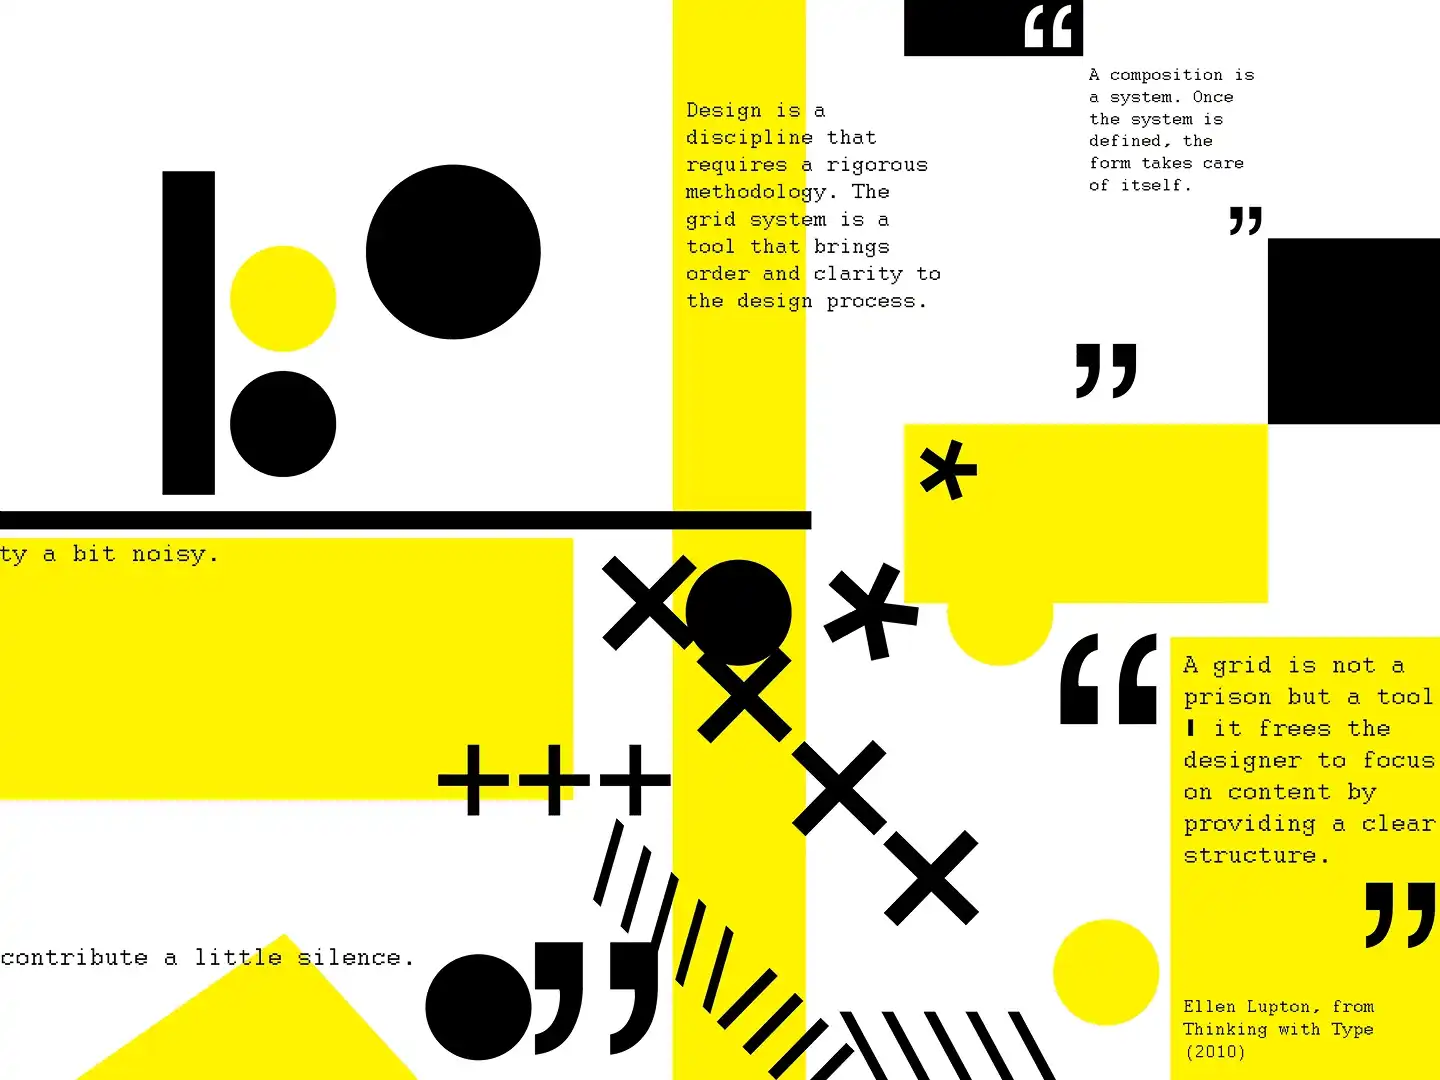 Design is a
discipline that
requires a rigorous
methodology. The
grid system is a
tool that brings
order and clarity to
the design process.
“
A composition is
a system. Once
the system is
defined, the
form takes care
of itself.
”
”
*
ty a bit noisy.
×
×
×
×
*
+++
“
A grid is not a
prison but a tool
▮ it frees the
designer to focus
on content by
providing a clear
structure.
”
contribute a little silence.
”
Ellen Lupton, from
Thinking with Type
(2010)